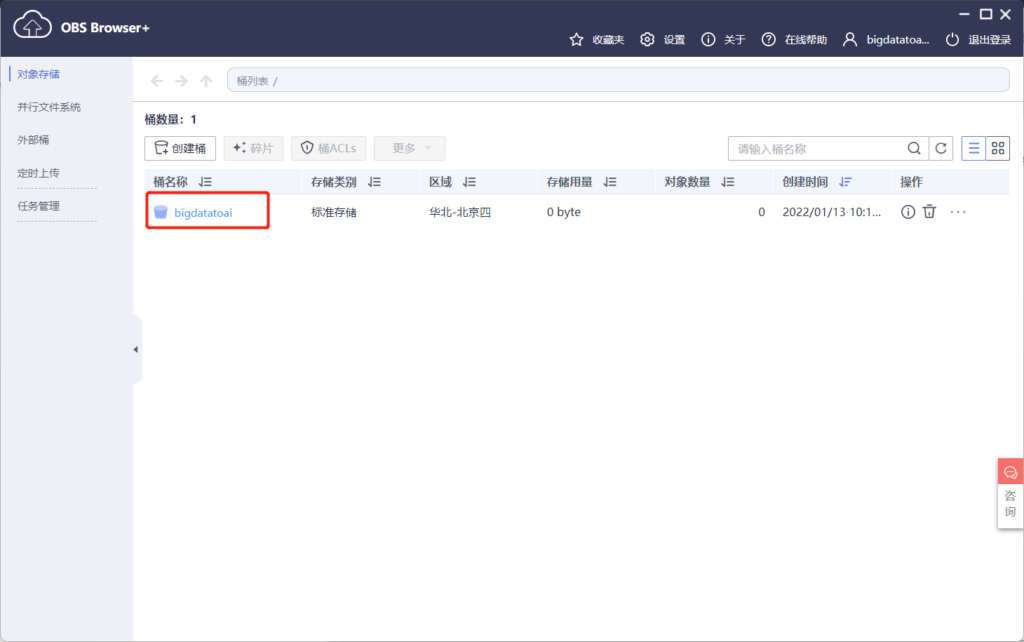 OBS Browser+
收藏夹 设置 关于 在线帮助 bigdatatoa... 退出登录
对象存储
并行文件系统
外部桶
定时上传
任务管理
桶列表 /
桶数量：1
创建桶 碎片 桶ACLs 更多 请输入桶名称
桶名称 存储类别 区域 存储用量 对象数量 创建时间 操作
bigdatatoai 标准存储 华北-北京四 0 byte 0 2022/01/13 10:1... ...
咨
询